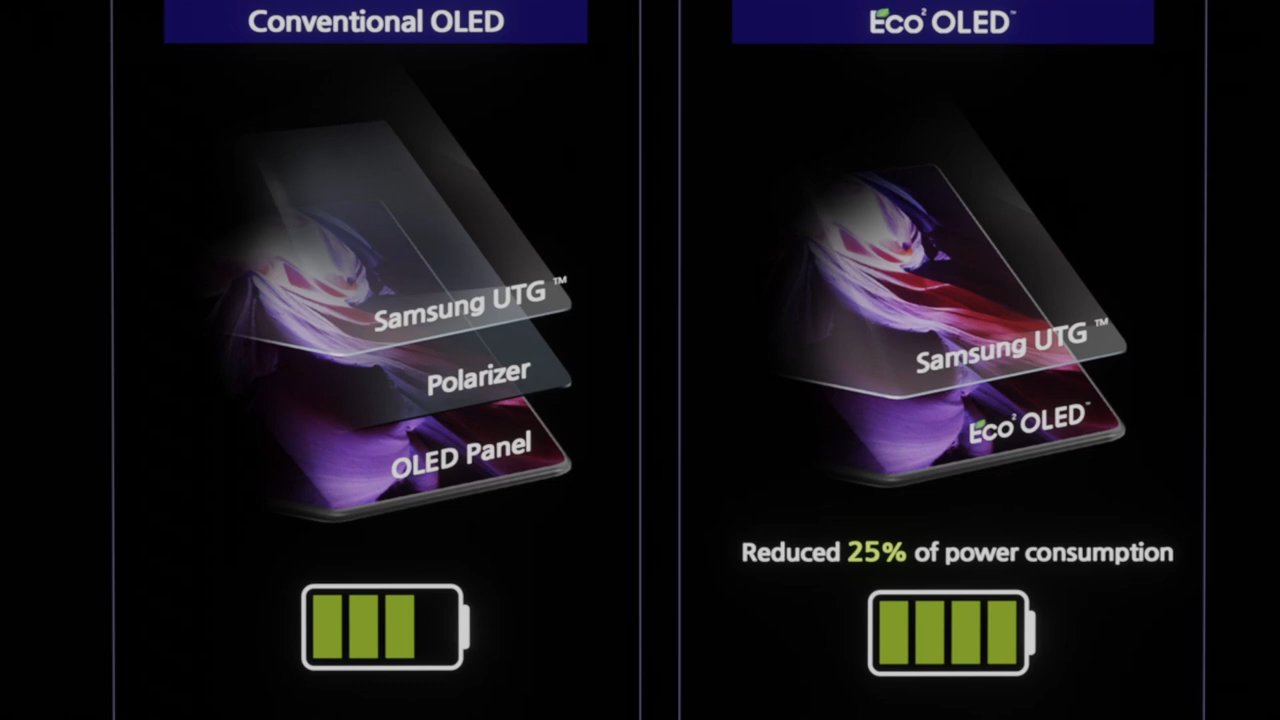 Conventional OLED
Samsung UTG™
Polarizer
OLED Panel
Eco² OLED™
Samsung UTG™
Eco² OLED™
Reduced 25% of power consumption